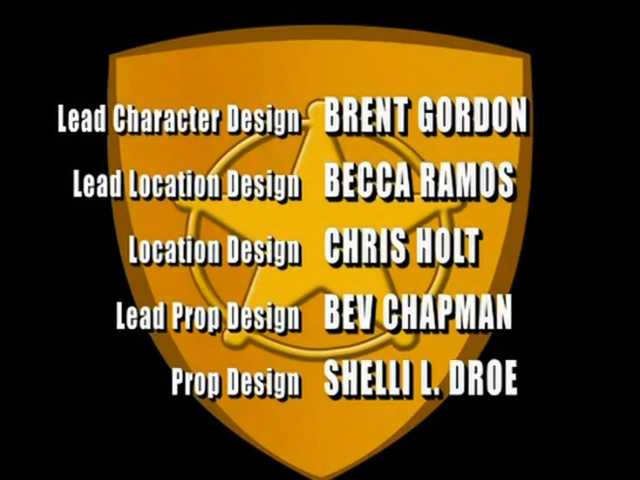 Lead Character Design BRENT GORDON
Lead Location Design BECCA RAMOS
Location Design CHRIS HOLT
Lead Prop Design BEV CHAPMAN
Prop Design SHELLI L. DROE